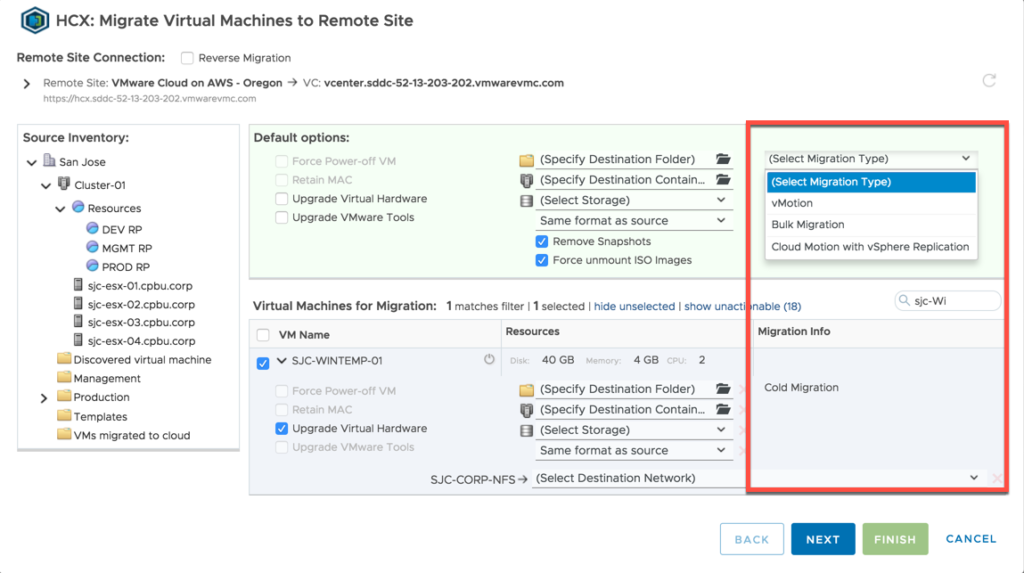 HCX: Migrate Virtual Machines to Remote Site
Remote Site Connection: Reverse Migration
Remote Site: VMware Cloud on AWS - Oregon → VC: vcenter.sddc-52-13-203-202.vmwarevmc.com
https://hcx.sddc-52-13-203-202.vmwarevmc.com
Source Inventory:
San Jose
Cluster-01
Resources
DEV RP
MGMT RP
PROD RP
sjc-esx-01.cpbu.corp
sjc-esx-02.cpbu.corp
sjc-esx-03.cpbu.corp
sjc-esx-04.cpbu.corp
Discovered virtual machine
Management
Production
Templates
VMs migrated to cloud
Default options:
Force Power-off VM
Retain MAC
Upgrade Virtual Hardware
Upgrade VMware Tools
(Specify Destination Folder)
(Specify Destination Contain...
(Select Storage)
Same format as source
Remove Snapshots
Force unmount ISO Images
(Select Migration Type)
(Select Migration Type)
vMotion
Bulk Migration
Cloud Motion with vSphere Replication
Virtual Machines for Migration: 1 matches filter | 1 selected | hide unselected | show unactionable (18)
sjc-Wi
VM Name Resources Migration Info
SJC-WINTEMP-01 Disk: 40 GB Memory: 4 GB CPU: 2
Force Power-off VM
Retain MAC
Upgrade Virtual Hardware
Upgrade VMware Tools
(Specify Destination Folder)
(Specify Destination Contain...
(Select Storage)
Same format as source
Cold Migration
SJC-CORP-NFS → (Select Destination Network)
BACK NEXT FINISH CANCEL